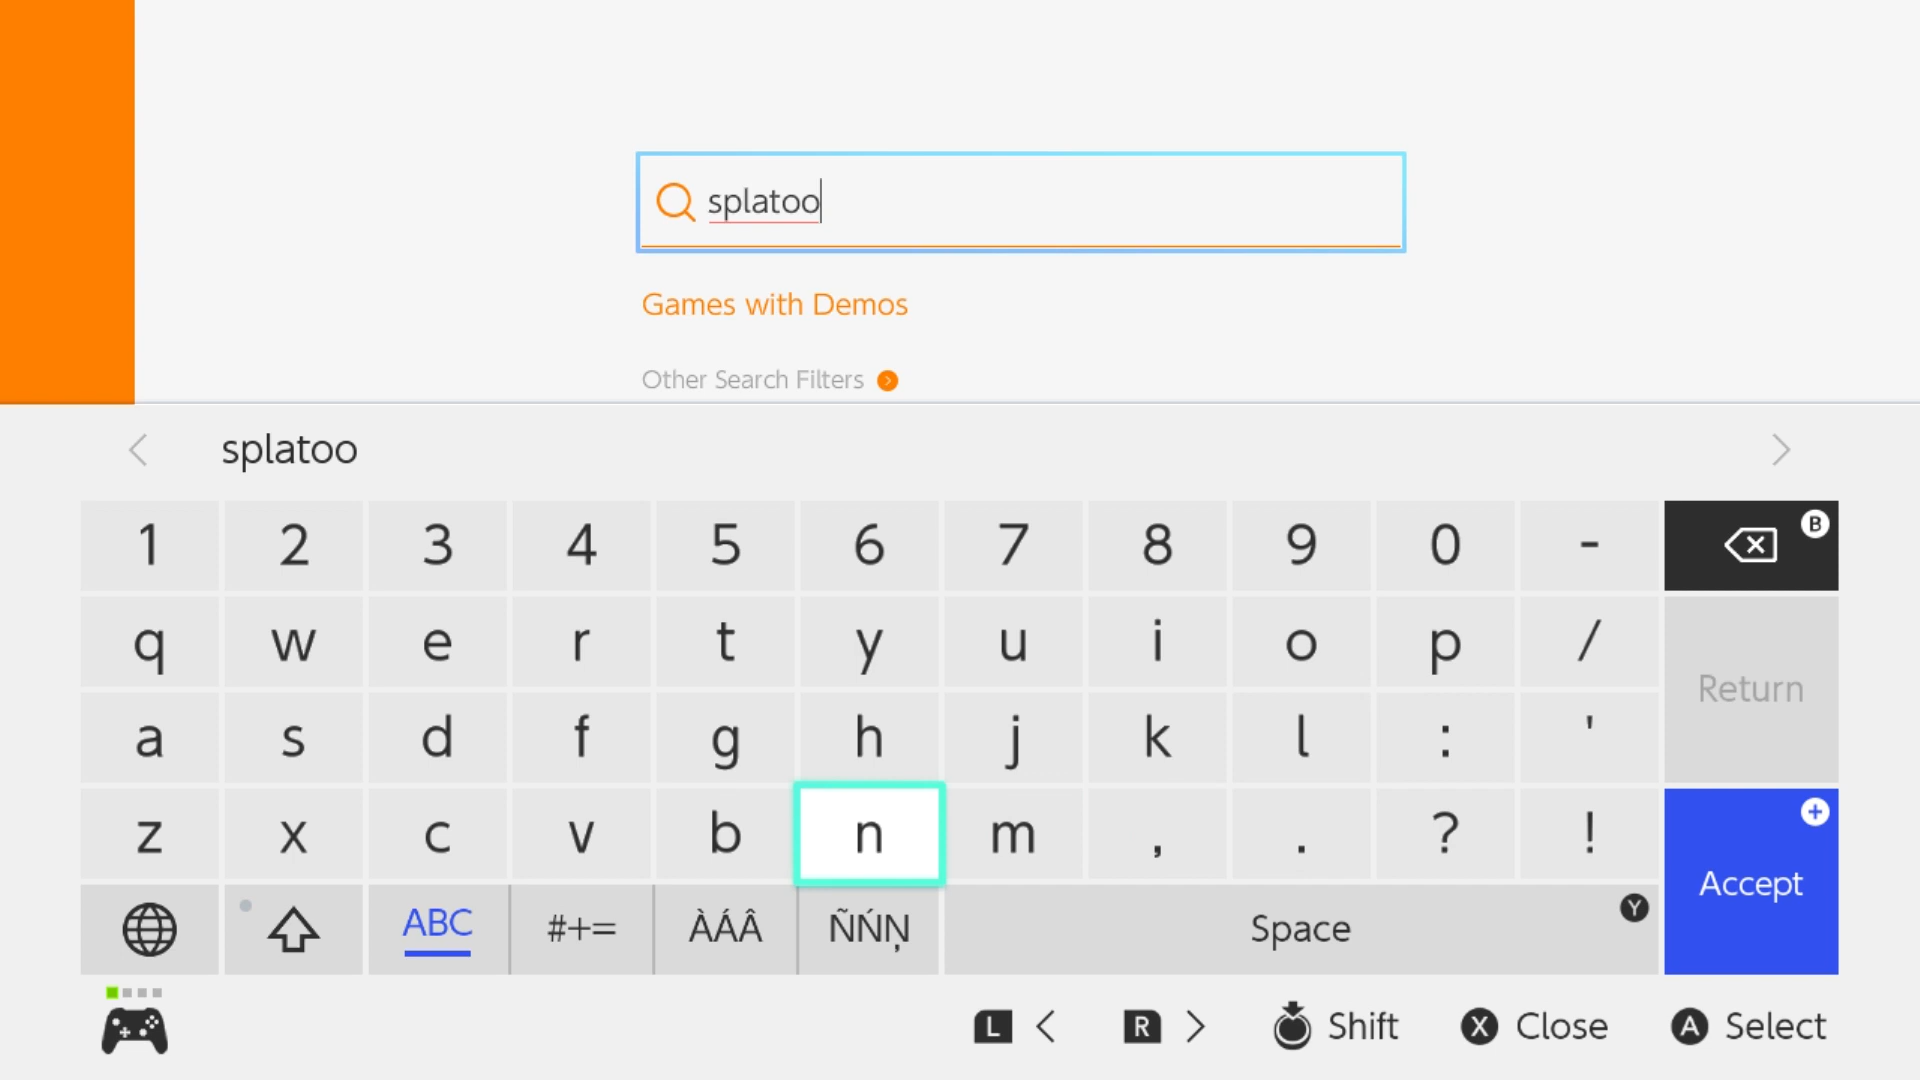 splatoo
Games with Demos
Other Search Filters
splatoo
1 2 3 4 5 6 7 8 9 0 - B
q w e r t y u i o p /
Return
a s d f g h j k l : '
z x c v b n m , . ? !
Accept
ABC #+= ÀÁÂ ÑŃŅ Space Y
L R Shift X Close A Select